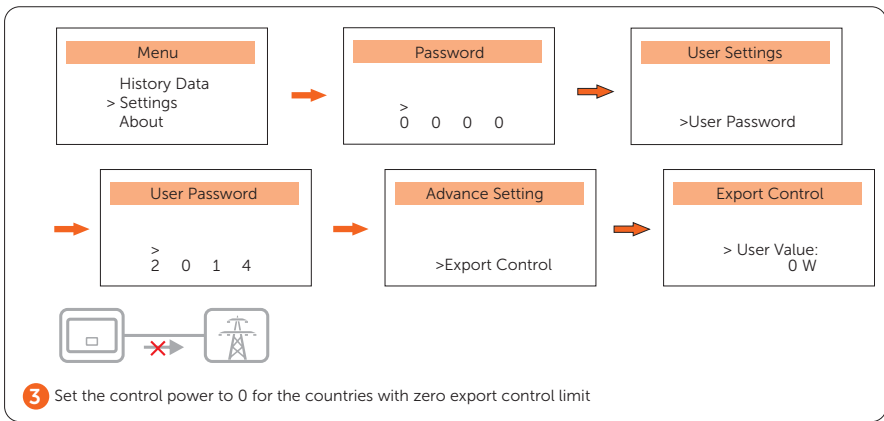 Menu
History Data
> Settings
About
Password
>
0 0 0 0
User Settings
>User Password
User Password
>
2 0 1 4
Advance Setting
>Export Control
Export Control
> User Value:
0 W
3 Set the control power to 0 for the countries with zero export control limit